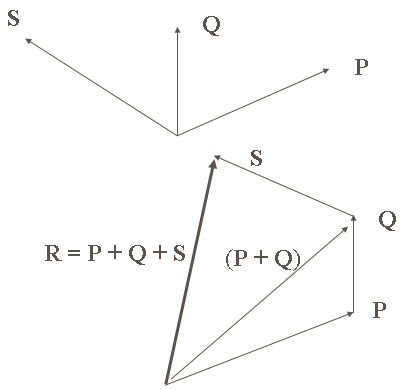 S
Q
P
S
Q
R = P + Q + S
(P + Q)
P